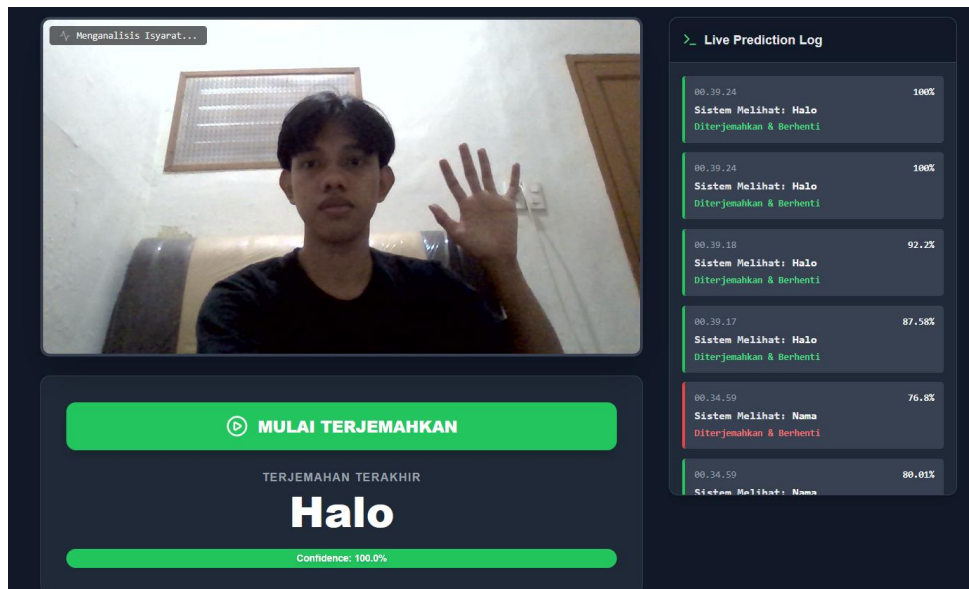 Menganalisis Isyarat...
MULAI TERJEMAHKAN
TERJEMAHAN TERAKHIR
Halo
Confidence: 100.0%
Live Prediction Log
00.39.24 100%
Sistem Melihat: Halo
Diterjemahkan & Berhenti
00.39.24 100%
Sistem Melihat: Halo
Diterjemahkan & Berhenti
00.39.18 92.2%
Sistem Melihat: Halo
Diterjemahkan & Berhenti
00.39.17 87.58%
Sistem Melihat: Halo
Diterjemahkan & Berhenti
00.34.59 76.8%
Sistem Melihat: Nama
Diterjemahkan & Berhenti
00.34.59 80.01%
Sistem Melihat: Nama